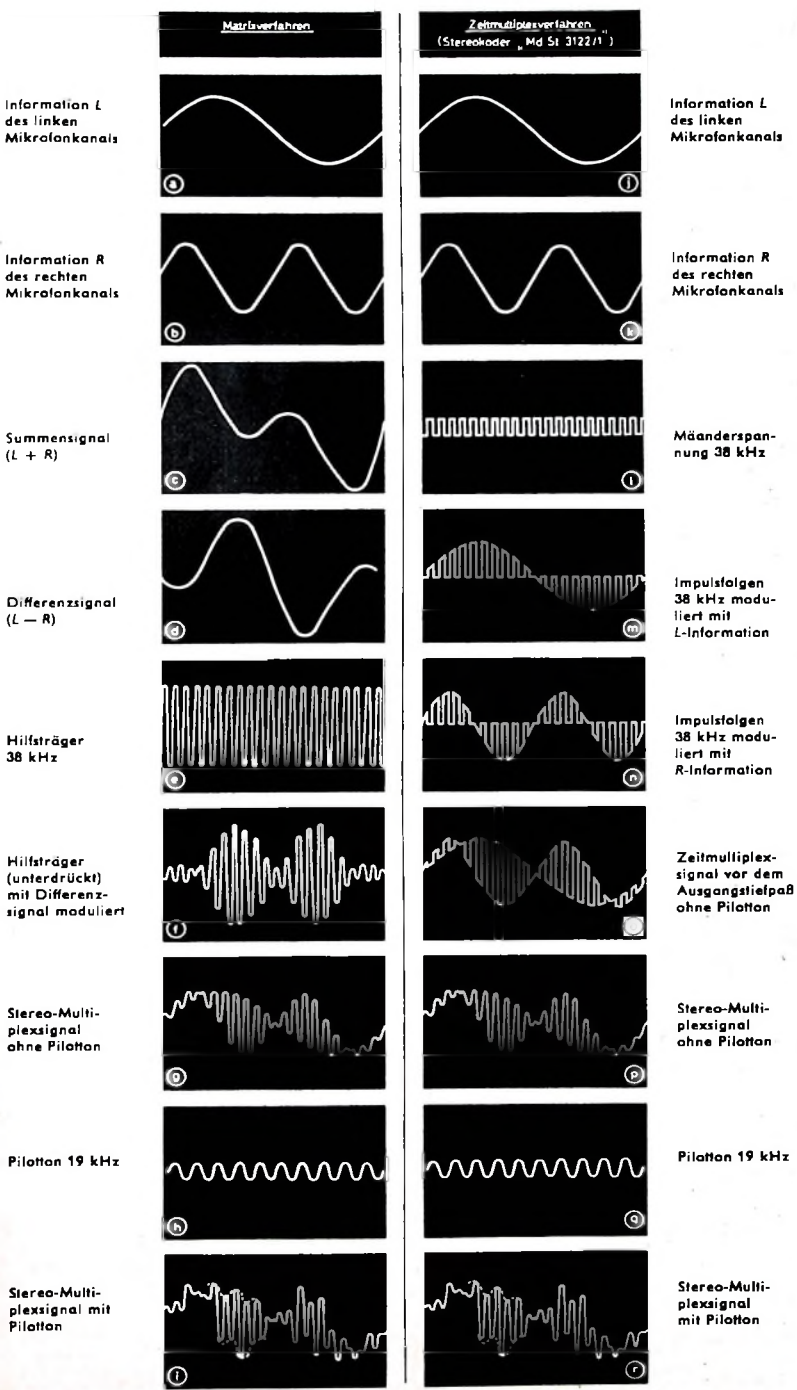 Matrixverfahren
Information L
des linken
Mikrofonkanals
a
Information R
des rechten
Mikrofonkanals
b
Summensignal
(L + R)
c
Differenzsignal
(L — R)
d
Hilfsträger
38 kHz
e
Hilfsträger
(unterdrückt)
mit Differenz-
signal moduliert
f
Stereo-Multi-
plexsignal
ohne Pilotton
g
Pilotton 19 kHz
h
Stereo-Multi-
plexsignal mit
Pilotton
i
Zeitmultiplexverfahren
(Stereokoder „Md St 3122/1")
Information L
des linken
Mikrofonkanals
j
Information R
des rechten
Mikrofonkanals
k
Mäanderspan-
nung 38 kHz
l
Impulsfolgen
38 kHz modu-
liert mit
L-Information
m
Impulsfolgen
38 kHz modu-
liert mit
R-Information
n
Zeitmultiplex-
signal vor dem
Ausgangstiefpaß
ohne Pilotton
Stereo-Multi-
plexsignal
ohne Pilotton
p
Pilotton 19 kHz
q
Stereo-Multi-
plexsignal
mit Pilotton
r